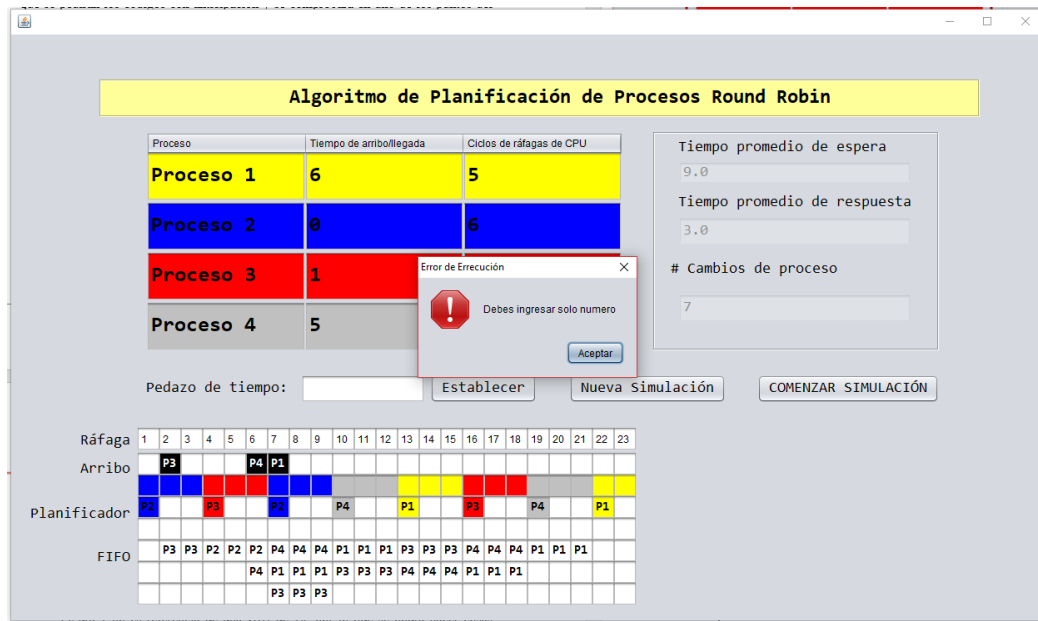 Algoritmo de Planificación de Procesos Round Robin
Proceso Tiempo de arribo/llegada Ciclos de ráfagas de CPU
Proceso 1 6 5
Proceso 2 0 6
Proceso 3 1
Proceso 4 5
Tiempo promedio de espera
9.0
Tiempo promedio de respuesta
3.0
# Cambios de proceso
7
Error de Errecución
Debes ingresar solo numero
Aceptar
Pedazo de tiempo: Establecer Nueva Simulación COMENZAR SIMULACIÓN
Ráfaga 1 2 3 4 5 6 7 8 9 10 11 12 13 14 15 16 17 18 19 20 21 22 23
Arribo P3 P4 P1
Planificador P2 P3 P2 P4 P1 P3 P4 P1
FIFO P3 P3 P2 P2 P2 P4 P4 P4 P1 P1 P1 P3 P3 P3 P4 P4 P4 P1 P1 P1
P4 P1 P1 P1 P3 P3 P3 P4 P4 P4 P1 P1 P1
P3 P3 P3